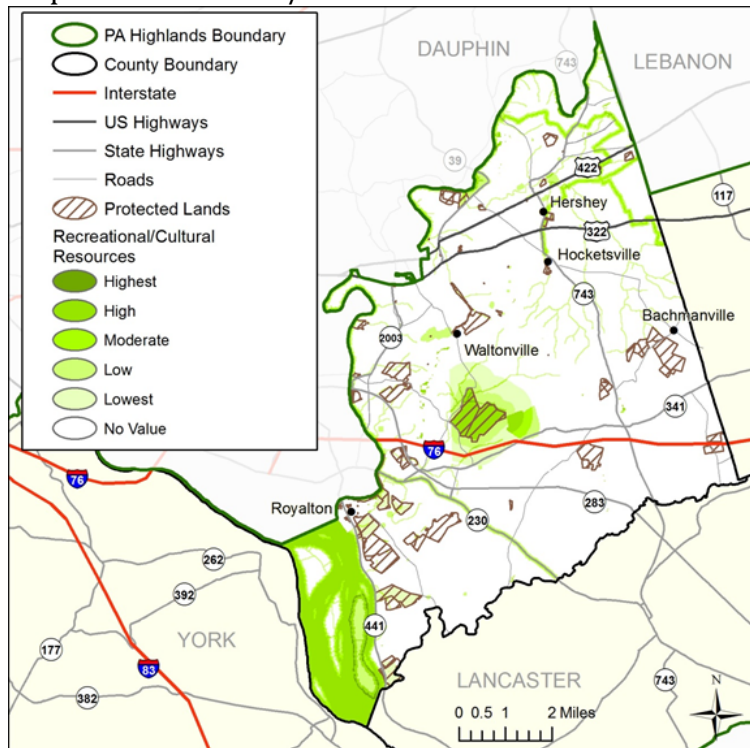 PA Highlands Boundary
County Boundary
Interstate
US Highways
State Highways
Roads
Protected Lands
Recreational/Cultural
Resources
Highest
High
Moderate
Low
Lowest
No Value
DAUPHIN
LEBANON
743
39
422
117
Hershey
322
Hocketsville
743
Bachmanville
2003
Waltonville
341
76
76
Royalton
283
230
262
392
441
YORK
177
83
382
LANCASTER
743
N
0 0.5 1 2 Miles